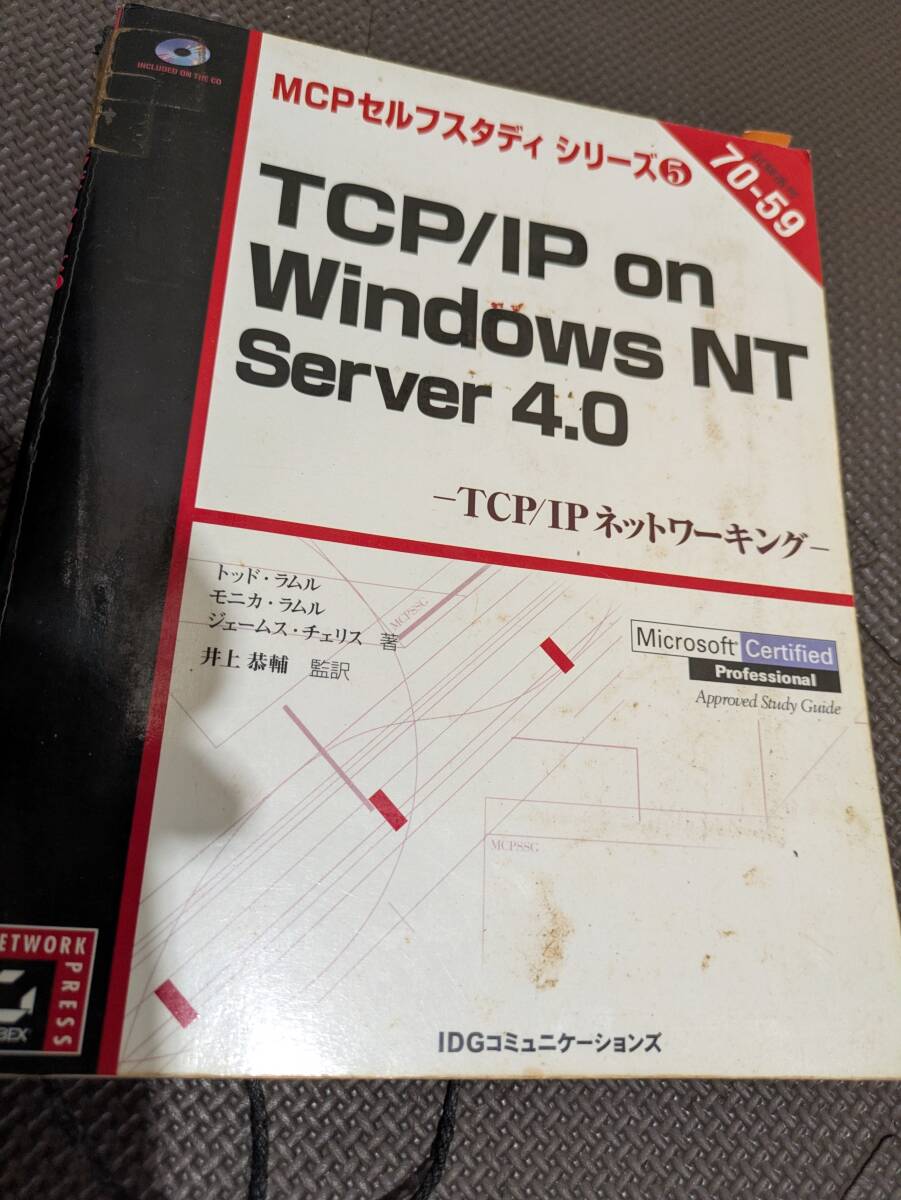 INCLUDED ON THE CD
MCPセルフスタディ シリーズ❺
70-59
TCP/IP on
Windows NT
Server 4.0
－TCP/IP ネットワーキング－
トッド・ラムル
モニカ・ラムル
ジェームス・チェリス 著
井上 恭輔 監訳
MCPSSG
Microsoft® Certified
Professional
Approved Study Guide
MCPSSG
ETWORK
PRESS
BEX®
IDGコミュニケーションズ